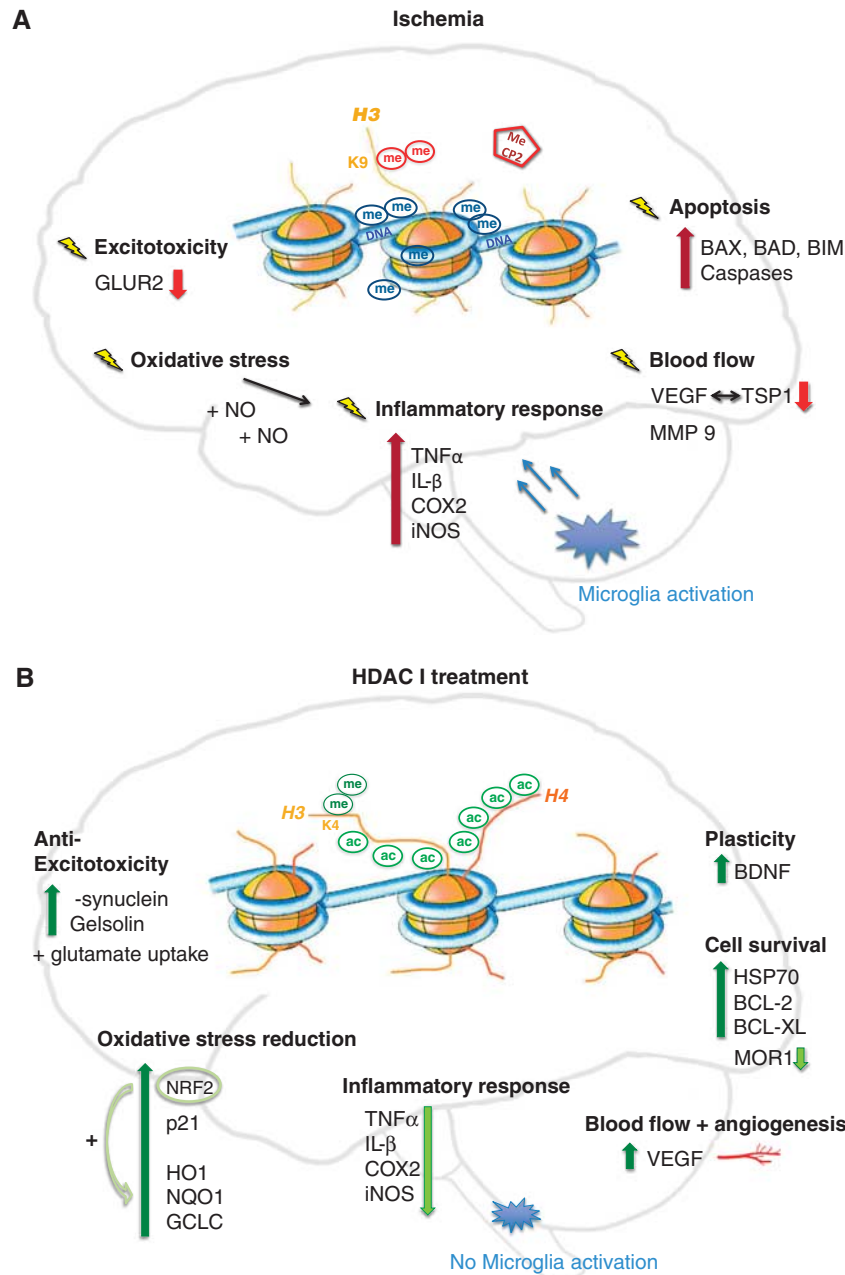 A
Ischemia
H3
K9
me me
Me
CP2
me me
me me
DNA
DNA
me
me
Excitotoxicity
GLUR2
Apoptosis
BAX, BAD, BIM
Caspases
Oxidative stress
+ NO
+ NO
Inflammatory response
TNFα
IL-β
COX2
iNOS
Blood flow
VEGF TSP1
MMP 9
Microglia activation
B
HDAC I treatment
me
me
H3
K4
ac
ac
ac
ac
ac
ac
ac
H4
Anti-
Excitotoxicity
-synuclein
Gelsolin
+ glutamate uptake
Plasticity
BDNF
Cell survival
HSP70
BCL-2
BCL-XL
MOR1
Oxidative stress reduction
NRF2
p21
+
HO1
NQO1
GCLC
Inflammatory response
TNFα
IL-β
COX2
iNOS
Blood flow + angiogenesis
VEGF
No Microglia activation